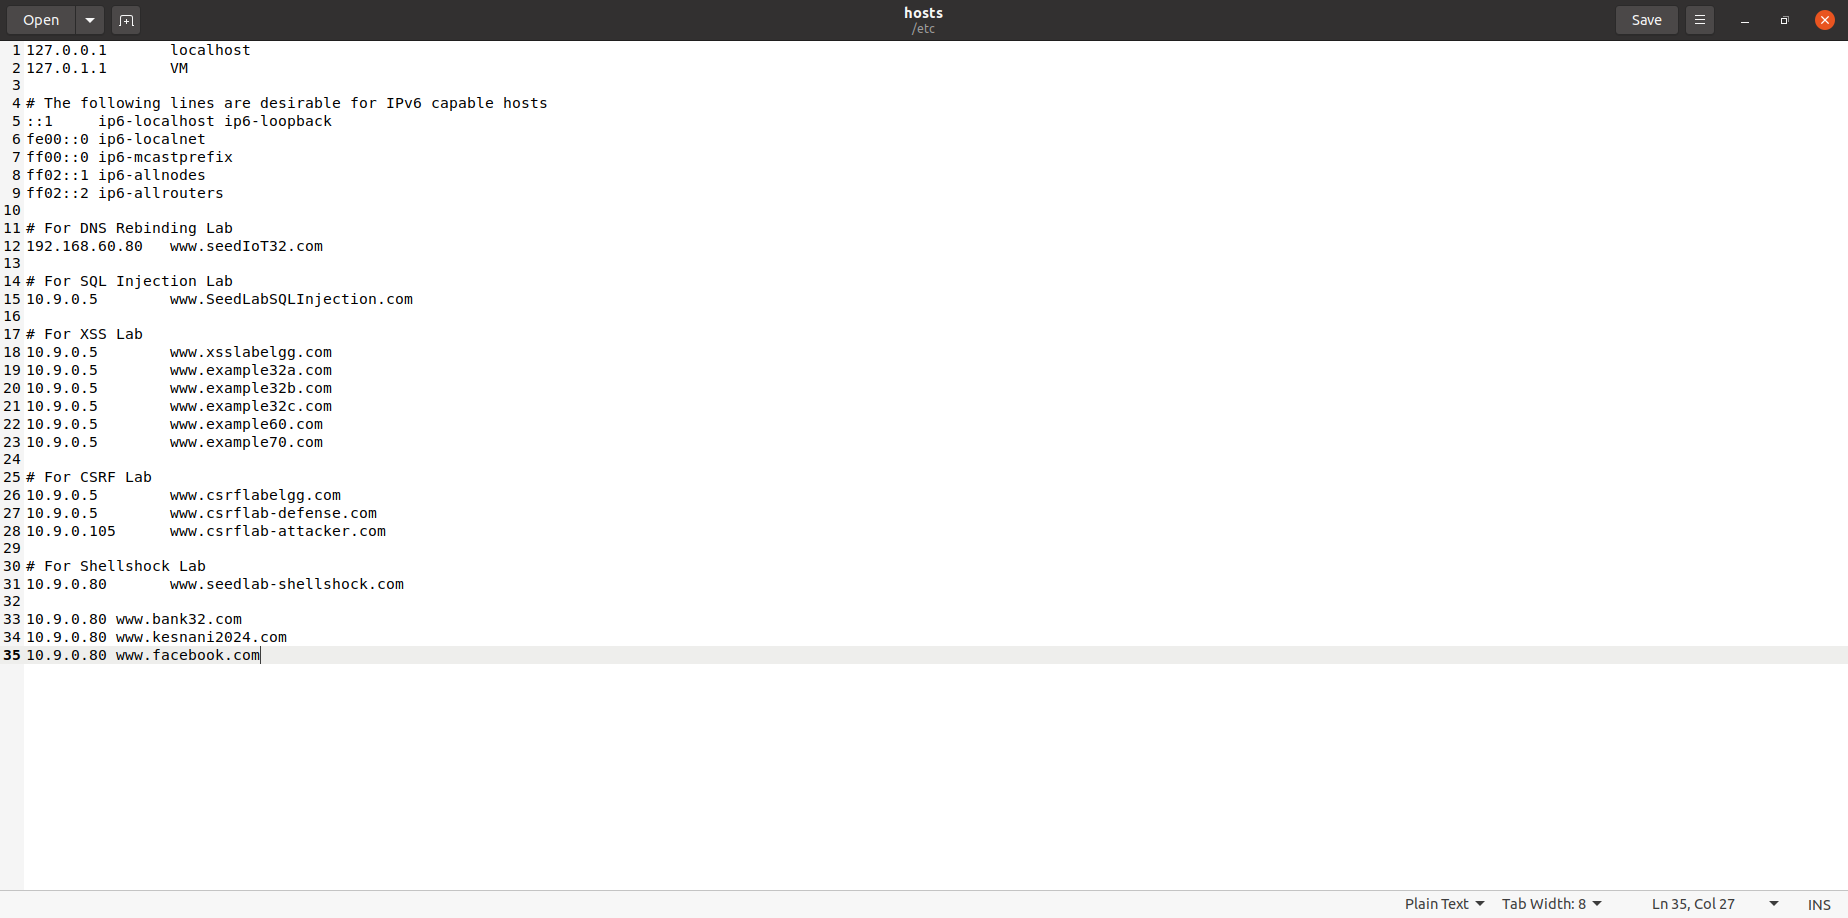 Open
hosts
/etc
Save
1 127.0.0.1       localhost
2 127.0.1.1       VM
3
4 # The following lines are desirable for IPv6 capable hosts
5 ::1     ip6-localhost ip6-loopback
6 fe00::0 ip6-localnet
7 ff00::0 ip6-mcastprefix
8 ff02::1 ip6-allnodes
9 ff02::2 ip6-allrouters
10
11 # For DNS Rebinding Lab
12 192.168.60.80   www.seedIoT32.com
13
14 # For SQL Injection Lab
15 10.9.0.5        www.SeedLabSQLInjection.com
16
17 # For XSS Lab
18 10.9.0.5        www.xsslabelgg.com
19 10.9.0.5        www.example32a.com
20 10.9.0.5        www.example32b.com
21 10.9.0.5        www.example32c.com
22 10.9.0.5        www.example60.com
23 10.9.0.5        www.example70.com
24
25 # For CSRF Lab
26 10.9.0.5        www.csrflabelgg.com
27 10.9.0.5        www.csrflab-defense.com
28 10.9.0.105      www.csrflab-attacker.com
29
30 # For Shellshock Lab
31 10.9.0.80       www.seedlab-shellshock.com
32
33 10.9.0.80 www.bank32.com
34 10.9.0.80 www.kesnani2024.com
35 10.9.0.80 www.facebook.com
Plain Text Tab Width: 8 Ln 35, Col 27 INS